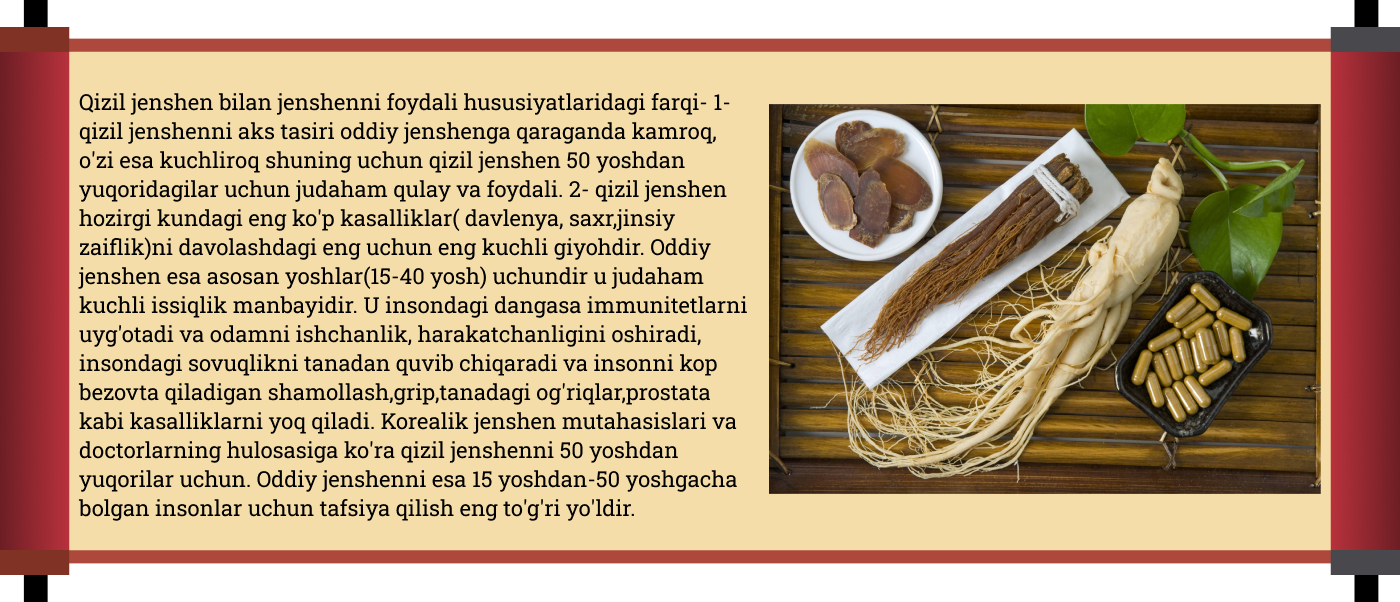 Qizil jenshen bilan jenshenni foydali hususiyatlaridagi farqi- 1-
qizil jenshenni aks tasiri oddiy jenshenga qaraganda kamroq,
o'zi esa kuchliroq shuning uchun qizil jenshen 50 yoshdan
yuqoridagilar uchun judaham qulay va foydali. 2- qizil jenshen
hozirgi kundagi eng ko'p kasalliklar( davlenya, saxr,jinsiy
zaiflik)ni davolashdagi eng uchun eng kuchli giyohdir. Oddiy
jenshen esa asosan yoshlar(15-40 yosh) uchundir u judaham
kuchli issiqlik manbayidir. U insondagi dangasa immunitetlarni
uyg'otadi va odamni ishchanlik, harakatchanligini oshiradi,
insondagi sovuqlikni tanadan quvib chiqaradi va insonni kop
bezovta qiladigan shamollash,grip,tanadagi og'riqlar,prostata
kabi kasalliklarni yoq qiladi. Korealik jenshen mutahasislari va
doctorlarning hulosasiga ko'ra qizil jenshenni 50 yoshdan
yuqorilar uchun. Oddiy jenshenni esa 15 yoshdan-50 yoshgacha
bolgan insonlar uchun tafsiya qilish eng to'g'ri yo'ldir.